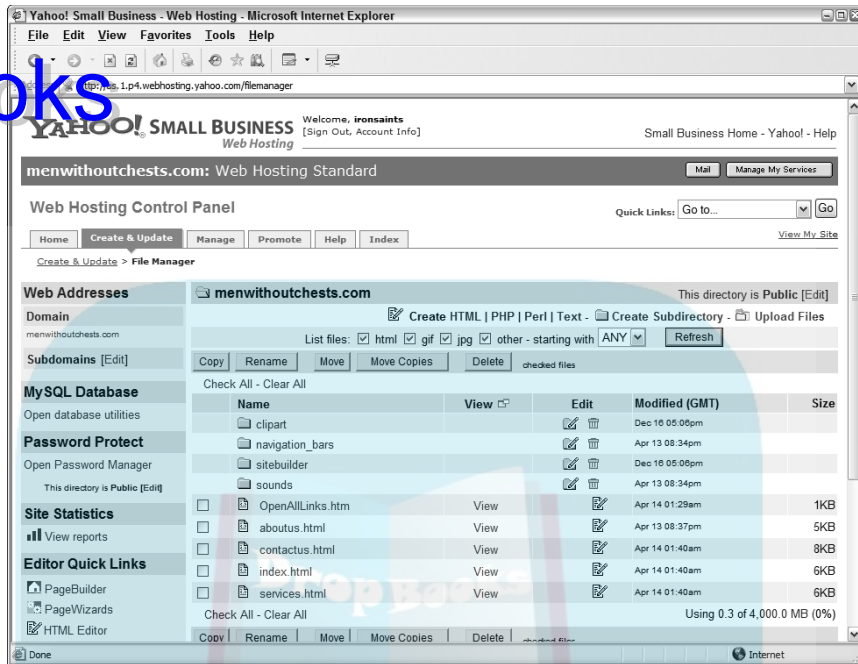 Yahoo! Small Business - Web Hosting - Microsoft Internet Explorer
File Edit View Favorites Tools Help
oks
http://us.1.p4.webhosting.yahoo.com/filemanager
YAHOO! SMALL BUSINESS
Web Hosting
Welcome, ironsaints
[Sign Out, Account Info]
Small Business Home - Yahoo! - Help
menwithoutchests.com: Web Hosting Standard
Mail Manage My Services
Web Hosting Control Panel
Quick Links: Go to... Go
Home Create & Update Manage Promote Help Index
View My Site
Create & Update > File Manager
Web Addresses
Domain
menwithoutchests.com
Subdomains [Edit]
MySQL Database
Open database utilities
Password Protect
Open Password Manager
This directory is Public [Edit]
Site Statistics
View reports
Editor Quick Links
PageBuilder
PageWizards
HTML Editor
menwithoutchests.com This directory is Public [Edit]
Create HTML | PHP | Perl | Text - Create Subdirectory - Upload Files
List files: html gif jpg other - starting with ANY Refresh
Copy Rename Move Move Copies Delete checked files
Check All - Clear All
Name View Edit Modified (GMT) Size
clipart Dec 16 05:06pm
navigation_bars Apr 13 08:34pm
sitebuilder Dec 16 05:06pm
sounds Apr 13 08:34pm
OpenAllLinks.htm View Apr 14 01:29am 1KB
aboutus.html View Apr 13 08:37pm 5KB
contactus.html View Apr 14 01:40am 8KB
index.html View Apr 14 01:40am 6KB
services.html View Apr 14 01:40am 6KB
DropBooks
Check All - Clear All Using 0.3 of 4,000.0 MB (0%)
Copy Rename Move Move Copies Delete checked files
Done Internet